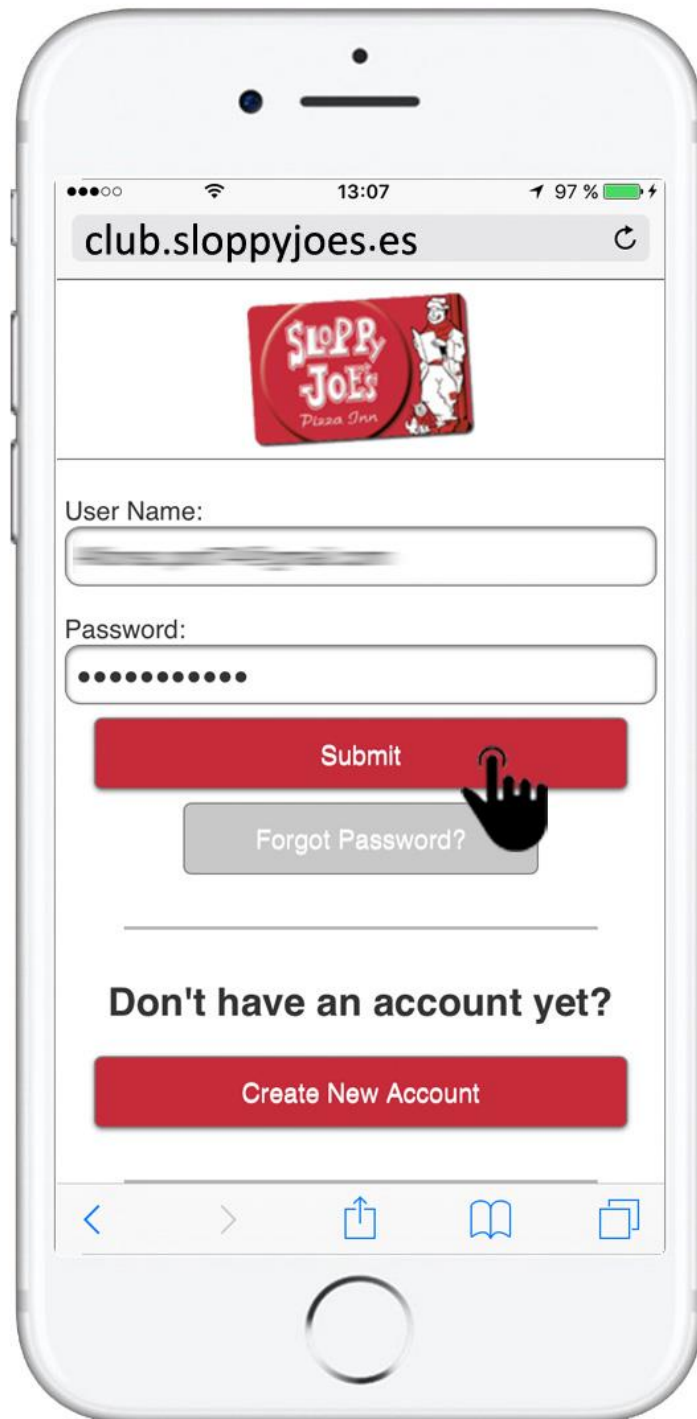 13:07
97 %
club.sloppyjoes.es
SLOPPY
JOE'S
Pizza Inn
User Name:
Password:
•••••••••••
Submit
Forgot Password?
Don't have an account yet?
Create New Account